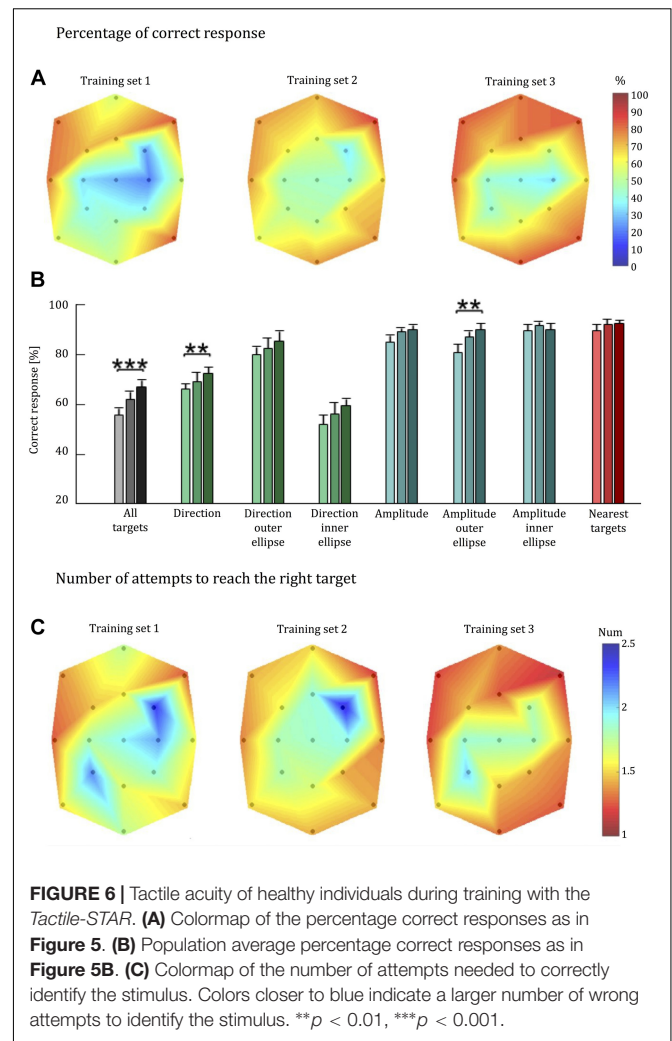 Percentage of correct response
A
Training set 1
Training set 2
Training set 3
%
100
90
80
70
60
50
40
30
20
10
0
B
Correct response [%]
100
80
60
40
20
***
**
**
All targets
Direction
Direction outer ellipse
Direction inner ellipse
Amplitude
Amplitude outer ellipse
Amplitude inner ellipse
Nearest targets
Number of attempts to reach the right target
C
Training set 1
Training set 2
Training set 3
Num
2.5
2
1.5
1
FIGURE 6 | Tactile acuity of healthy individuals during training with the
Tactile-STAR. (A) Colormap of the percentage correct responses as in
Figure 5. (B) Population average percentage correct responses as in
Figure 5B. (C) Colormap of the number of attempts needed to correctly
identify the stimulus. Colors closer to blue indicate a larger number of wrong
attempts to identify the stimulus. **p < 0.01, ***p < 0.001.